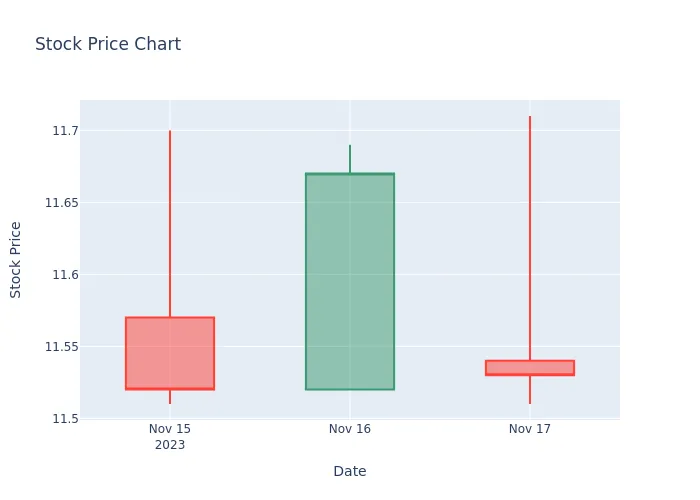 Stock Price Chart
11.7
11.65
11.6
11.55
11.5
Stock Price
Nov 15
2023
Nov 16
Nov 17
Date